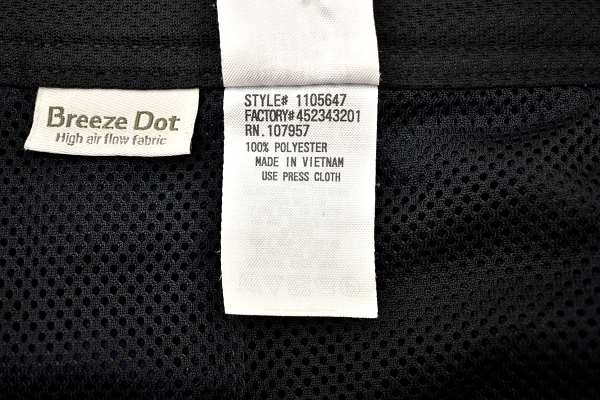 Breeze Dot
High air flow fabric
STYLE# 1105647
FACTORY#452343201
RN.107957
100% POLYESTER
MADE IN VIETNAM
USE PRESS CLOTH